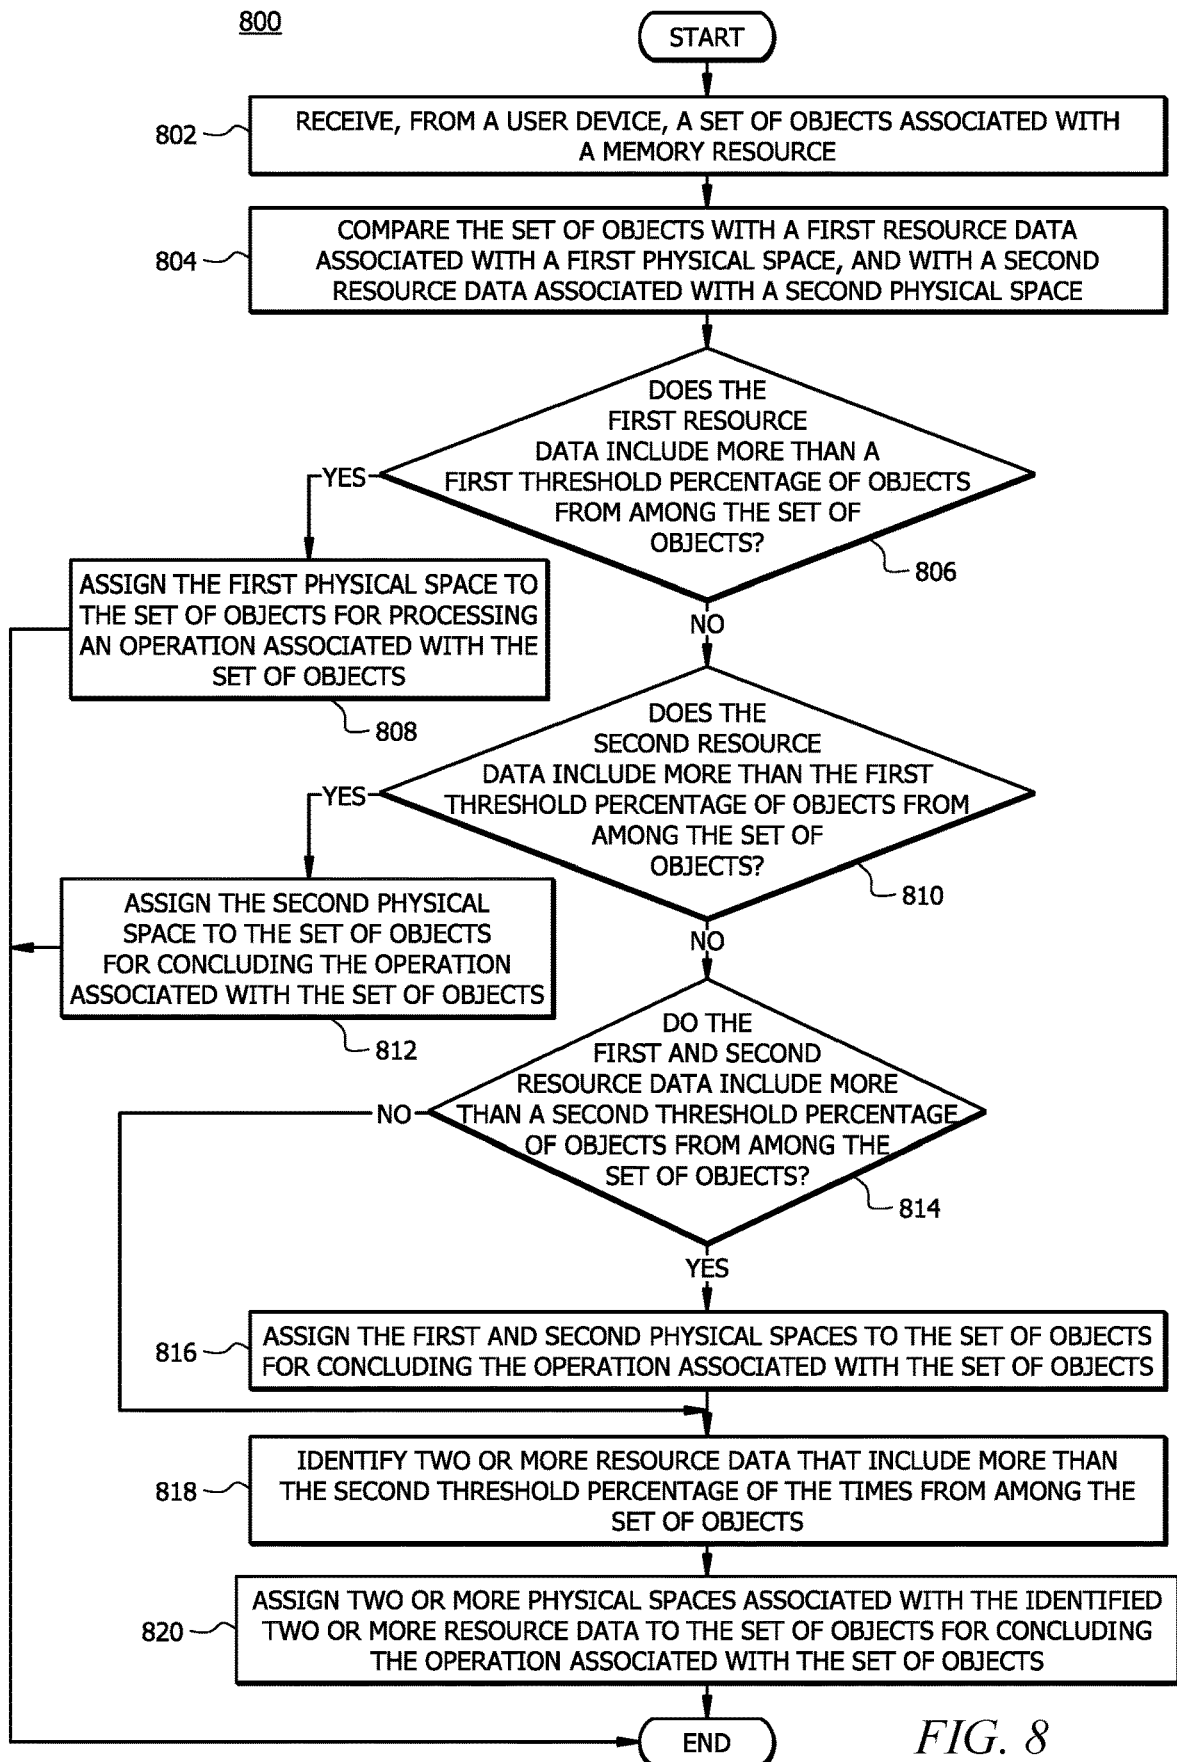 800
START
802
RECEIVE, FROM A USER DEVICE, A SET OF OBJECTS ASSOCIATED WITH
A MEMORY RESOURCE
804
COMPARE THE SET OF OBJECTS WITH A FIRST RESOURCE DATA
ASSOCIATED WITH A FIRST PHYSICAL SPACE, AND WITH A SECOND
RESOURCE DATA ASSOCIATED WITH A SECOND PHYSICAL SPACE
DOES THE
FIRST RESOURCE
DATA INCLUDE MORE THAN A
FIRST THRESHOLD PERCENTAGE OF OBJECTS
FROM AMONG THE SET OF
OBJECTS?
806
YES
NO
ASSIGN THE FIRST PHYSICAL SPACE TO
THE SET OF OBJECTS FOR PROCESSING
AN OPERATION ASSOCIATED WITH THE
SET OF OBJECTS
808
DOES THE
SECOND RESOURCE
DATA INCLUDE MORE THAN THE FIRST
THRESHOLD PERCENTAGE OF OBJECTS FROM
AMONG THE SET OF
OBJECTS?
810
YES
NO
ASSIGN THE SECOND PHYSICAL
SPACE TO THE SET OF OBJECTS
FOR CONCLUDING THE OPERATION
ASSOCIATED WITH THE SET OF OBJECTS
812
DO THE
FIRST AND SECOND
RESOURCE DATA INCLUDE MORE
THAN A SECOND THRESHOLD PERCENTAGE
OF OBJECTS FROM AMONG THE
SET OF OBJECTS?
814
NO
YES
816
ASSIGN THE FIRST AND SECOND PHYSICAL SPACES TO THE SET OF OBJECTS
FOR CONCLUDING THE OPERATION ASSOCIATED WITH THE SET OF OBJECTS
818
IDENTIFY TWO OR MORE RESOURCE DATA THAT INCLUDE MORE THAN
THE SECOND THRESHOLD PERCENTAGE OF THE TIMES FROM AMONG THE
SET OF OBJECTS
820
ASSIGN TWO OR MORE PHYSICAL SPACES ASSOCIATED WITH THE IDENTIFIED
TWO OR MORE RESOURCE DATA TO THE SET OF OBJECTS FOR CONCLUDING
THE OPERATION ASSOCIATED WITH THE SET OF OBJECTS
END
FIG. 8